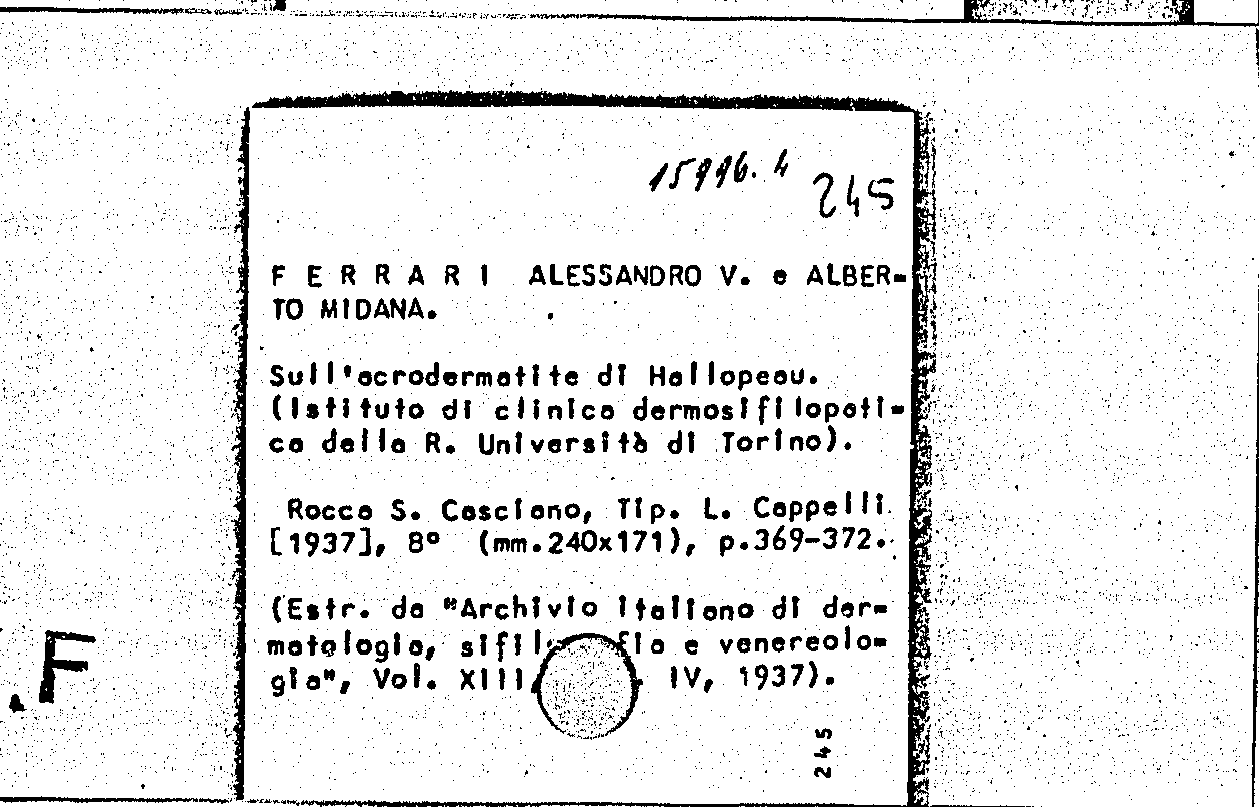 15996.4
245
F E R R A R I ALESSANDRO V. e ALBER-
TO MIDANA.
Sull'acrodermatite di Hallopeau.
(Istituto di clinica dermosifilopati-
ca della R. Università di Torino).
Rocca S. Casciano, Tip. L. Cappelli
[1937], 8° (mm.240x171), p.369-372.
(Estr. da "Archivio italiano di der-
matologia, e venereolo-
gia", Vol. XIII, IV, 1937).
245
.F